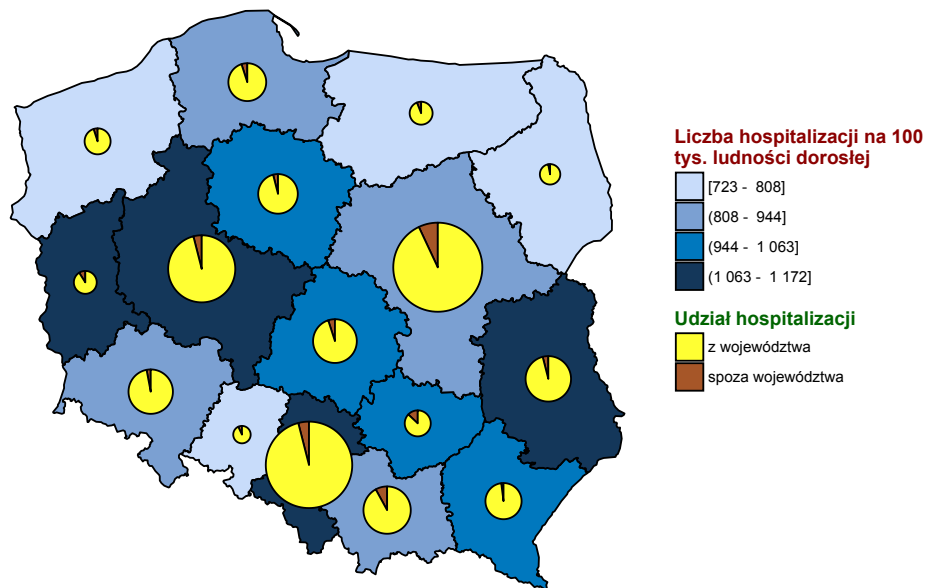 Liczba hospitalizacji na 100
tys. ludności dorosłej
[723 - 808]
(808 - 944]
(944 - 1 063]
(1 063 - 1 172]
Udział hospitalizacji
z województwa
spoza województwa